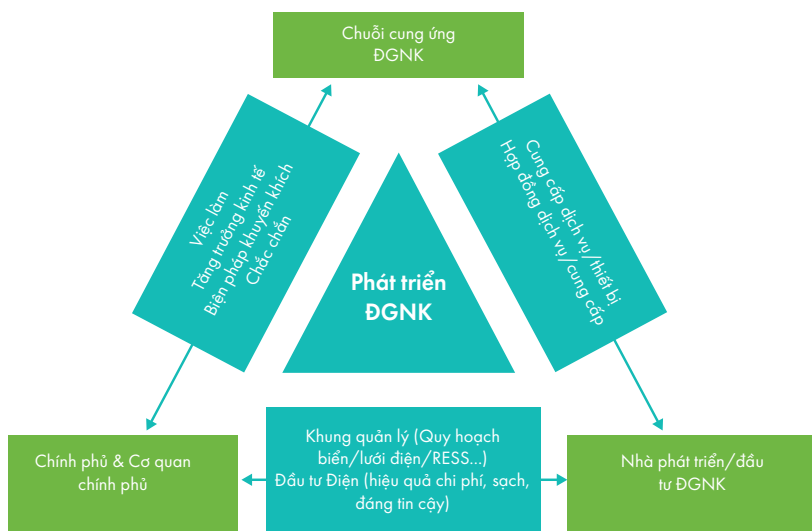 Chuỗi cung ứng
ĐGNK
Việc làm
Tăng trưởng kinh tế
Biện pháp khuyến khích
Chắc chắn
Cung cấp dịch vụ/thiết bị
Hợp đồng dịch vụ/cung cấp
Phát triển
ĐGNK
Chính phủ & Cơ quan
chính phủ
Khung quản lý (Quy hoạch
biển/lưới điện/RESS...)
Đầu tư Điện (hiệu quả chi phí, sạch,
đáng tin cậy)
Nhà phát triển/đầu
tư ĐGNK